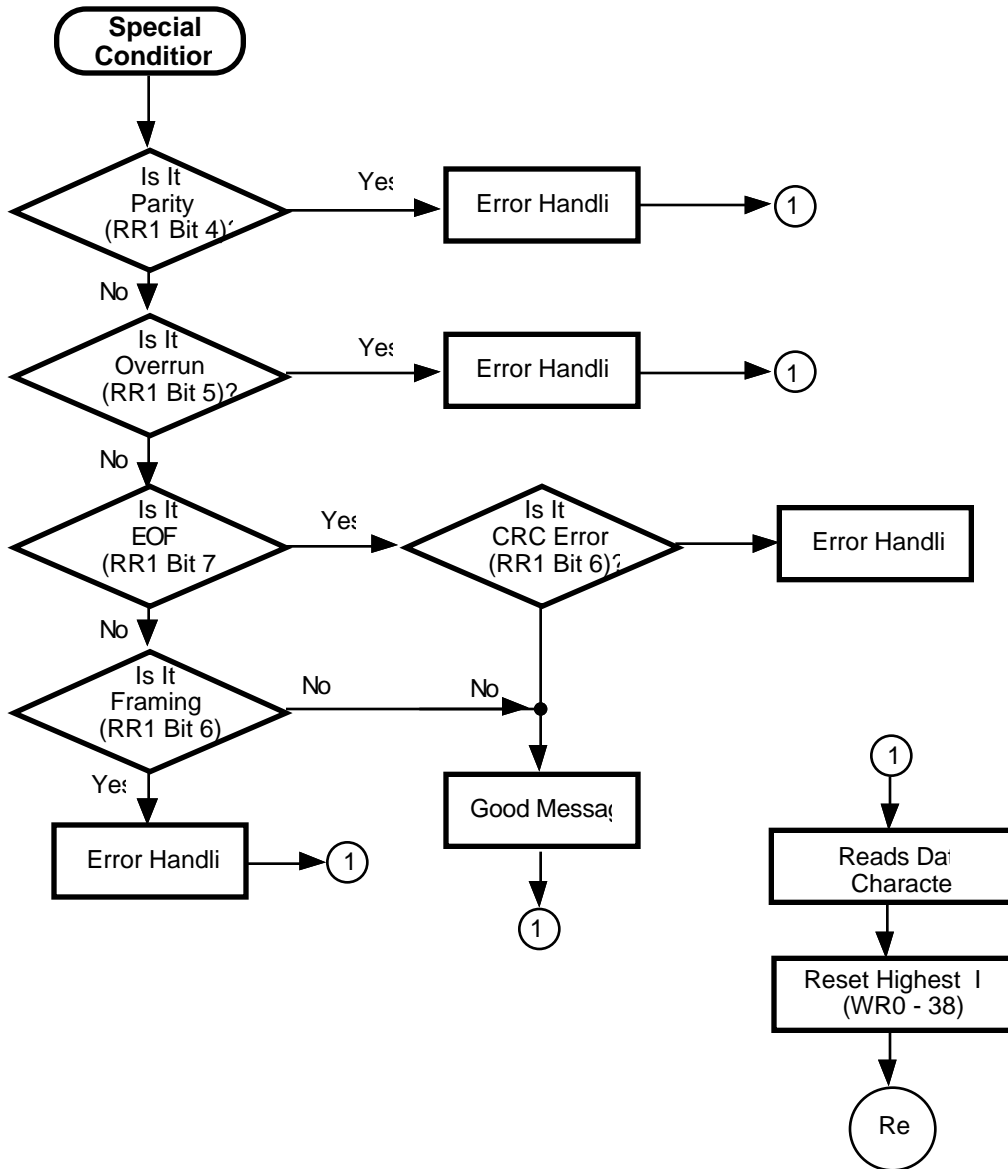 Special
Condition
Is It
Parity
(RR1 Bit 4)?
Yes
Error Handli
1
No
Is It
Overrun
(RR1 Bit 5)?
Yes
Error Handli
1
No
Is It
EOF
(RR1 Bit 7
Yes
Is It
CRC Error
(RR1 Bit 6)?
Error Handli
No
Is It
Framing
(RR1 Bit 6)
No
No
Yes
Error Handli
1
Good Messag
1
1
Reads Dat
Characte
Reset Highest I
(WR0 - 38)
Re